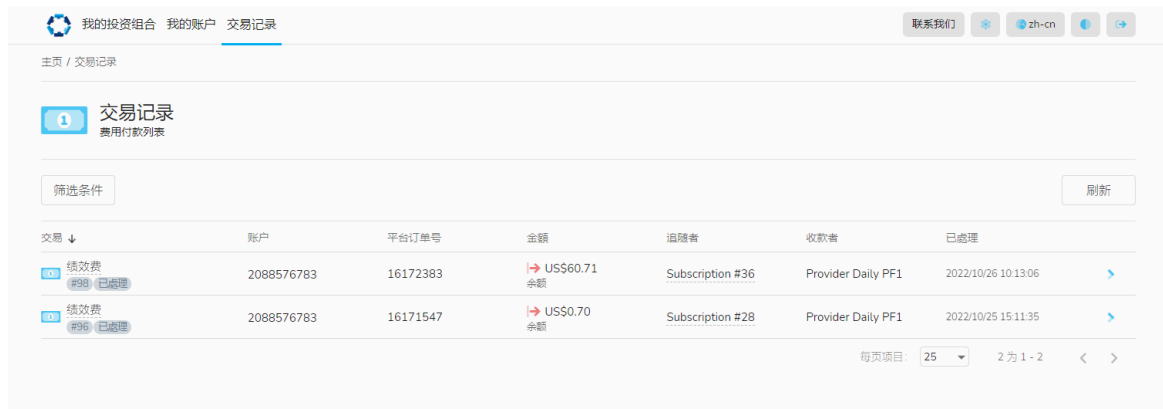 我的投资组合 我的账户 交易记录 联系我们 zh-cn
主页 / 交易记录
1 交易记录
费用付款列表
筛选条件 刷新
交易 账户 平台订单号 金額 追隨者 收款者 已處理
绩效费 2088576783 16172383 US$60.71 Subscription #36 Provider Daily PF1 2022/10/26 10:13:06
#98 已處理 余额
绩效费 2088576783 16171547 US$0.70 Subscription #28 Provider Daily PF1 2022/10/25 15:11:35
#96 已處理 余额
每页项目: 25 2 为 1 - 2